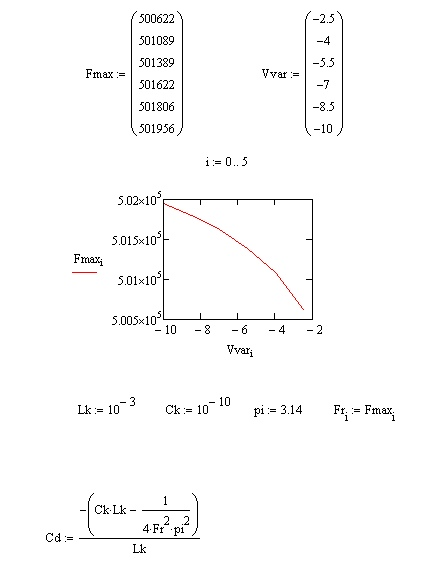 Fmax := (500622 501089 501389 501622 501806 501956) Vvar := (−2.5 −4 −5.5 −7 −8.5 −10)
i := 0 .. 5
5.02×10^5
5.015×10^5
Fmax_i
5.01×10^5
5.005×10^5
−10 −8 −6 −4 −2
Vvar_i
Lk := 10^−3 Ck := 10^−10 pi := 3.14 Fr_i := Fmax_i
Cd := −(Ck·Lk − 1/(4·Fr^2·pi^2))/Lk